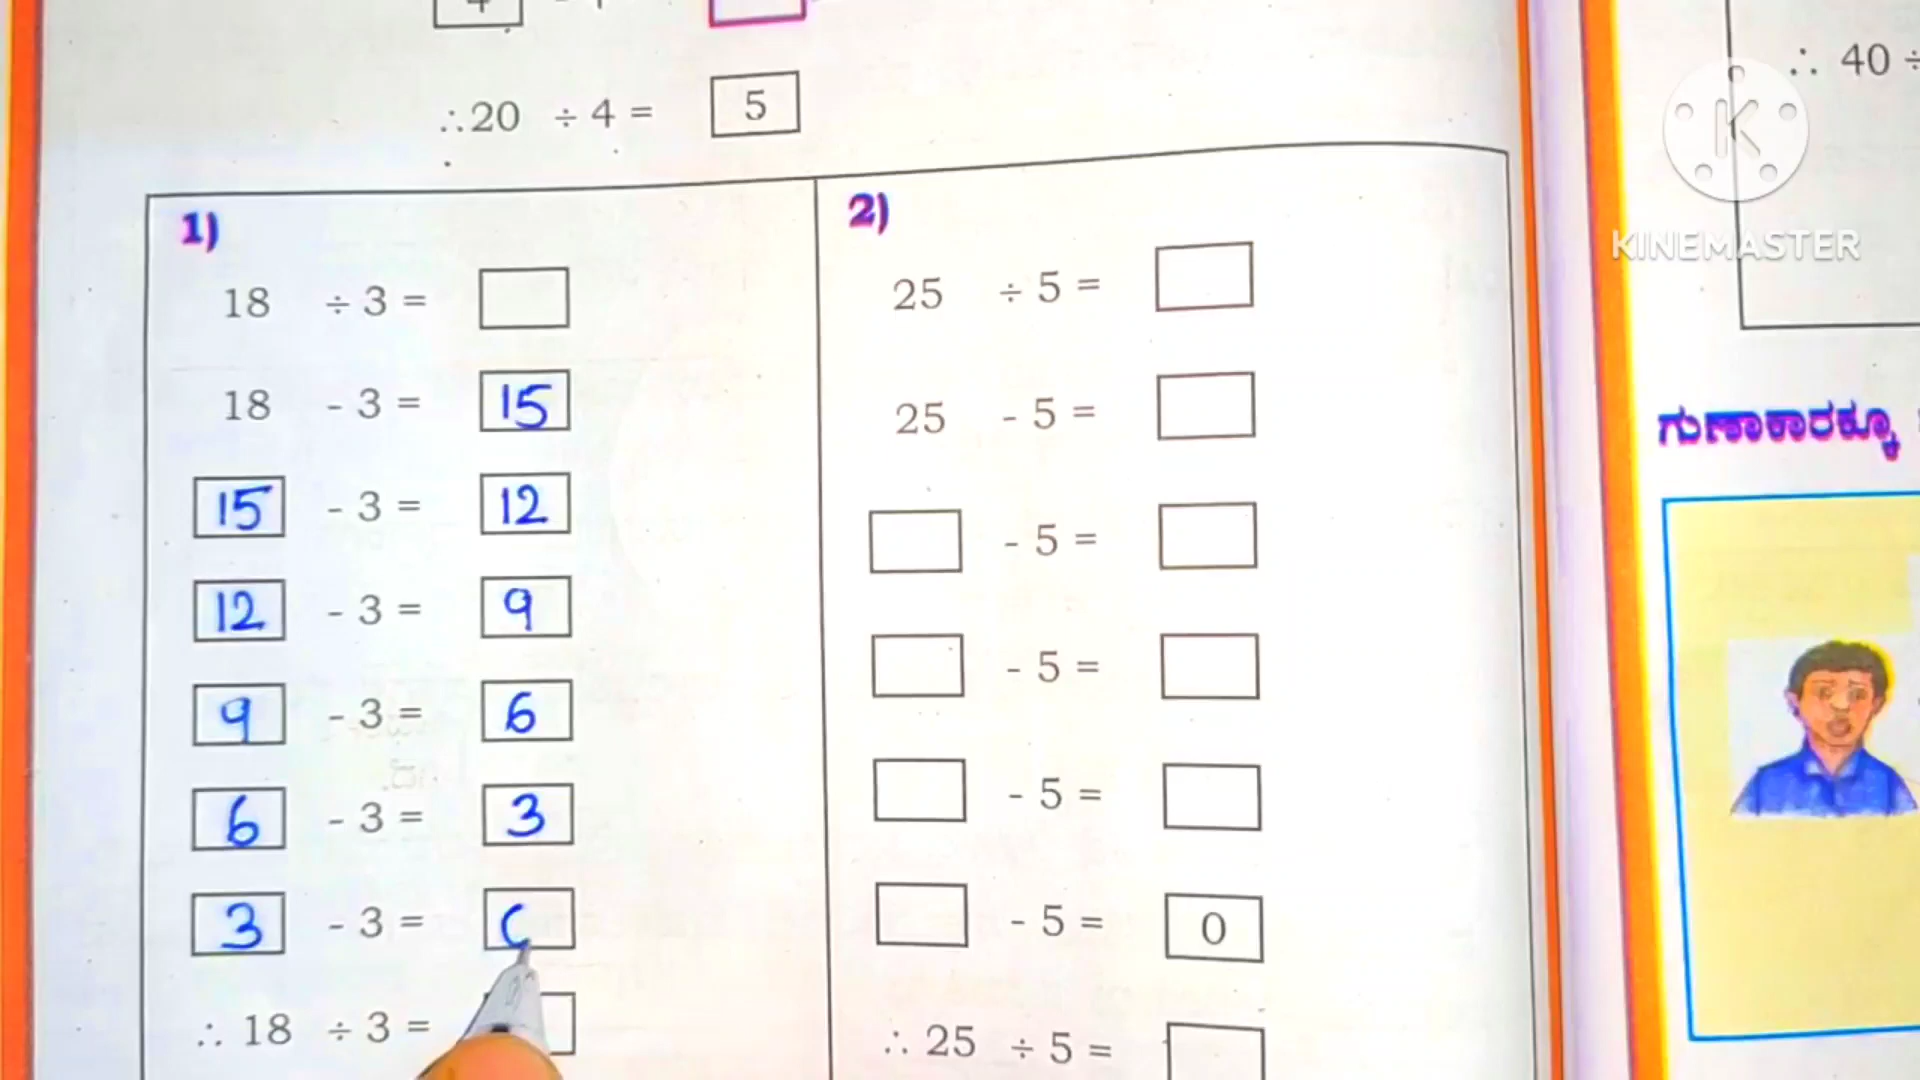 ∴20 ÷ 4 = 5
1)
18 ÷ 3 =
18 - 3 = 15
15 - 3 = 12
12 - 3 = 9
9 - 3 = 6
6 - 3 = 3
3 - 3 =
∴ 18 ÷ 3 =
2)
25 ÷ 5 =
25 - 5 =
- 5 =
- 5 =
- 5 =
- 5 = 0
∴ 25 ÷ 5 =
∴ 40 ÷
KINEMASTER
ಗುಣಾಕಾರಕ್ಕೂ